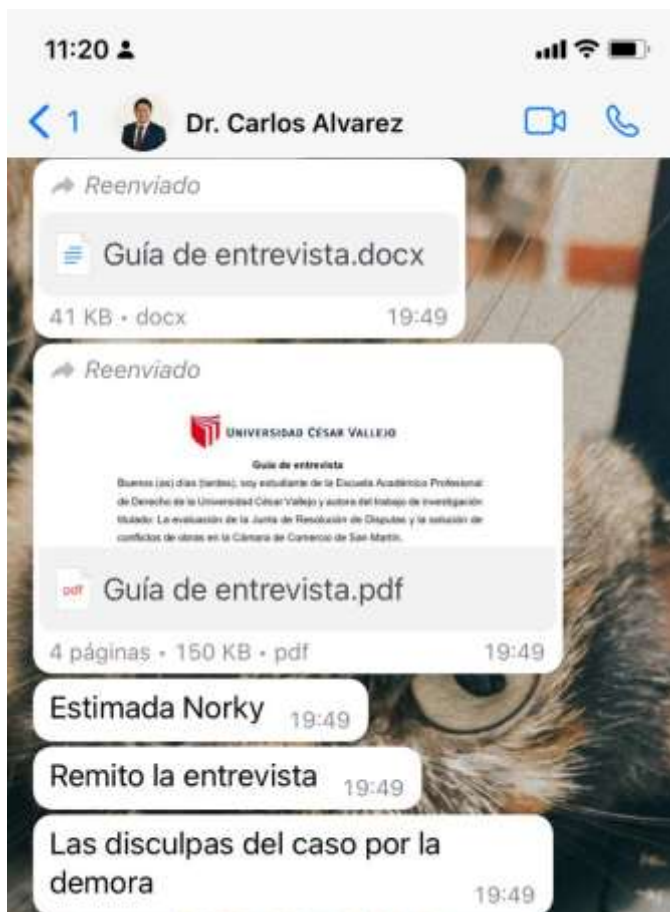 11:20
1 Dr. Carlos Alvarez
Reenviado
Guía de entrevista.docx
41 KB • docx 19:49
Reenviado
UNIVERSIDAD CÉSAR VALLEJO
Guía de entrevista
Buenos (as) días (tardes), soy estudiante de la Escuela Académico Profesional
de Derecho de la Universidad César Vallejo y autora del trabajo de investigación
titulado: La evaluación de la Junta de Resolución de Disputas y la solución de
conflictos de obras en la Cámara de Comercio de San Martín.
pdf Guía de entrevista.pdf
4 páginas • 150 KB • pdf 19:49
Estimada Norky 19:49
Remito la entrevista 19:49
Las disculpas del caso por la
demora 19:49